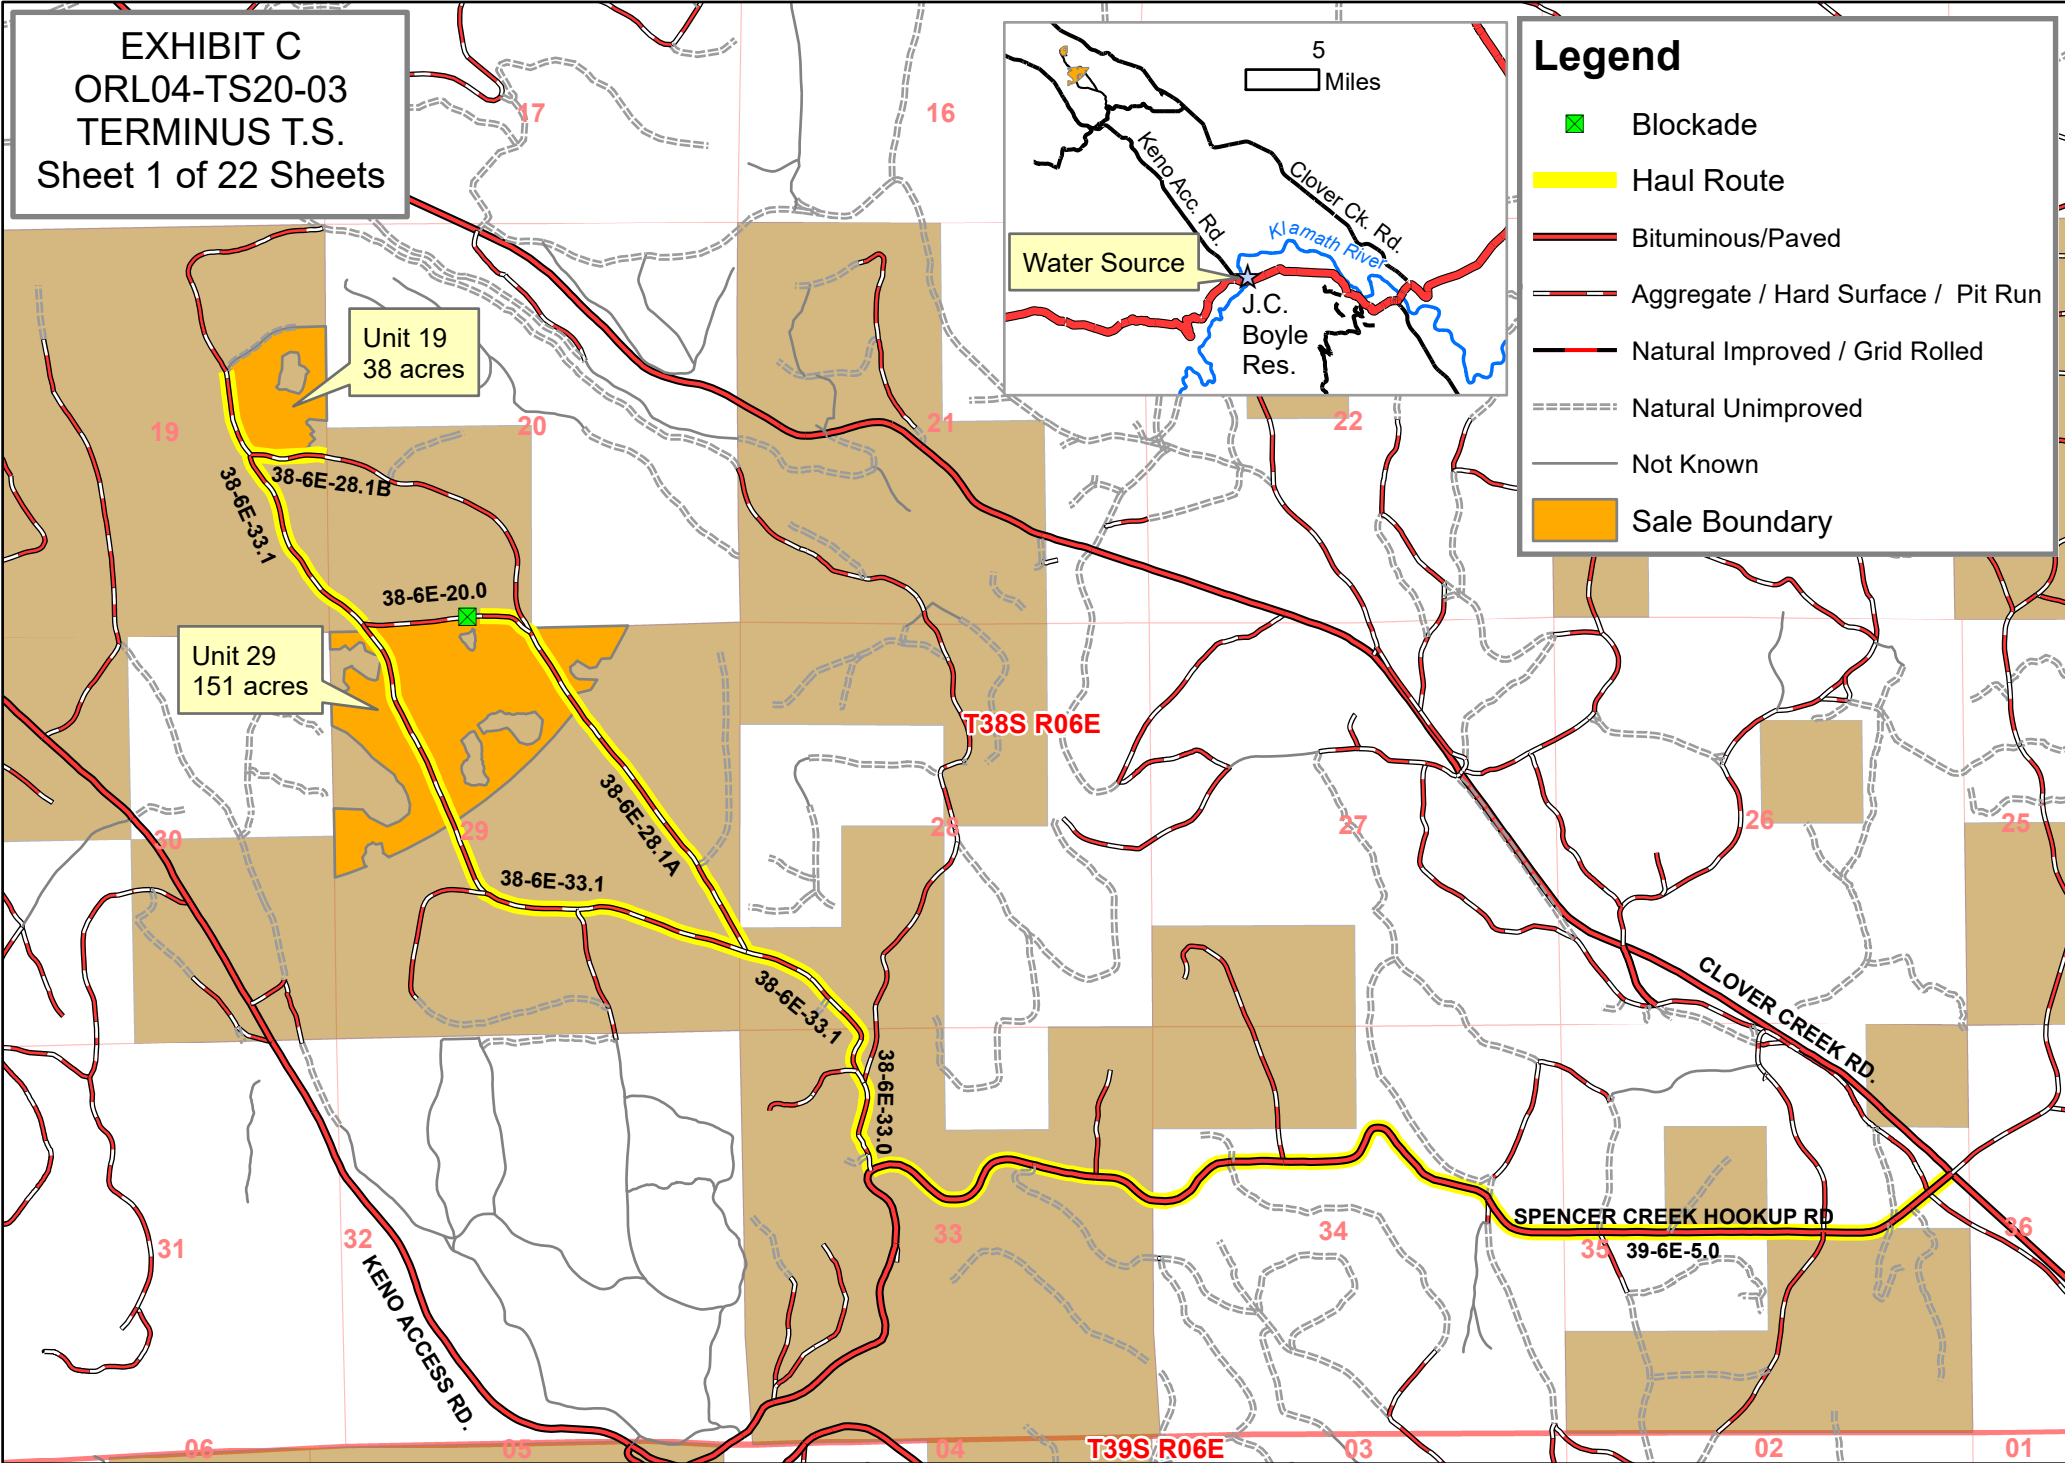 EXHIBIT C
ORL04-TS20-03
TERMINUS T.S.
Sheet 1 of 22 Sheets
5
Miles
Keno Acc. Rd.
Clover Ck. Rd.
Klamath River
Water Source
J.C.
Boyle
Res.
Legend
Blockade
Haul Route
Bituminous/Paved
Aggregate / Hard Surface / Pit Run
Natural Improved / Grid Rolled
Natural Unimproved
Not Known
Sale Boundary
17
16
Unit 19
38 acres
19
20
21
22
38-6E-28.1B
38-6E-33.1
38-6E-20.0
Unit 29
151 acres
T38S R06E
38-6E-28.1A
30
29
28
27
26
25
38-6E-33.1
38-6E-33.1
38-6E-33.0
CLOVER CREEK RD.
SPENCER CREEK HOOKUP RD
39-6E-5.0
31
32
33
34
35
36
KENO ACCESS RD.
06
05
04
T39S R06E
03
02
01